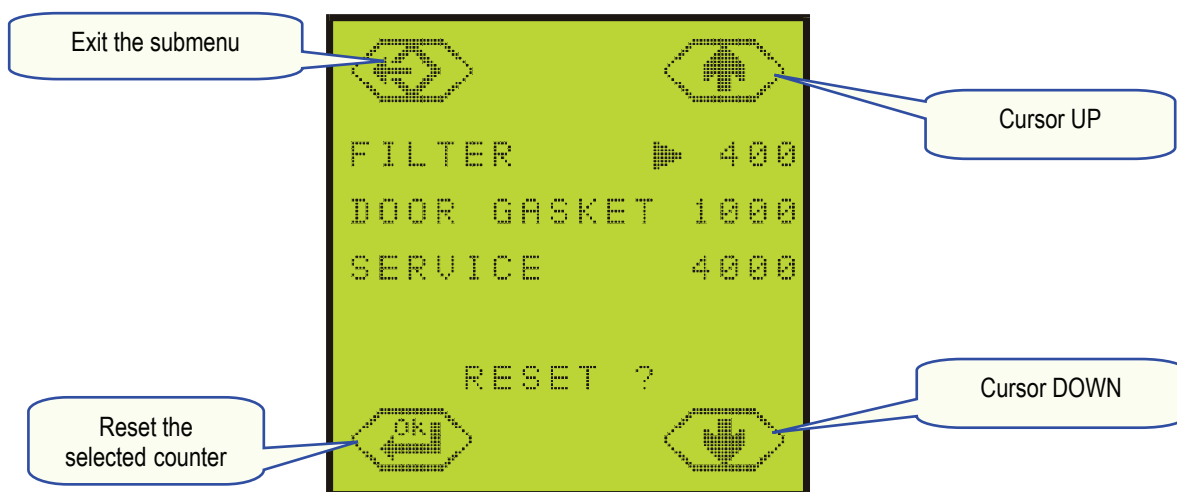 Exit the submenu
Cursor UP
FILTER 400
DOOR GASKET 1000
SERVICE 4000
RESET ?
Cursor DOWN
Ok
Reset the
selected counter